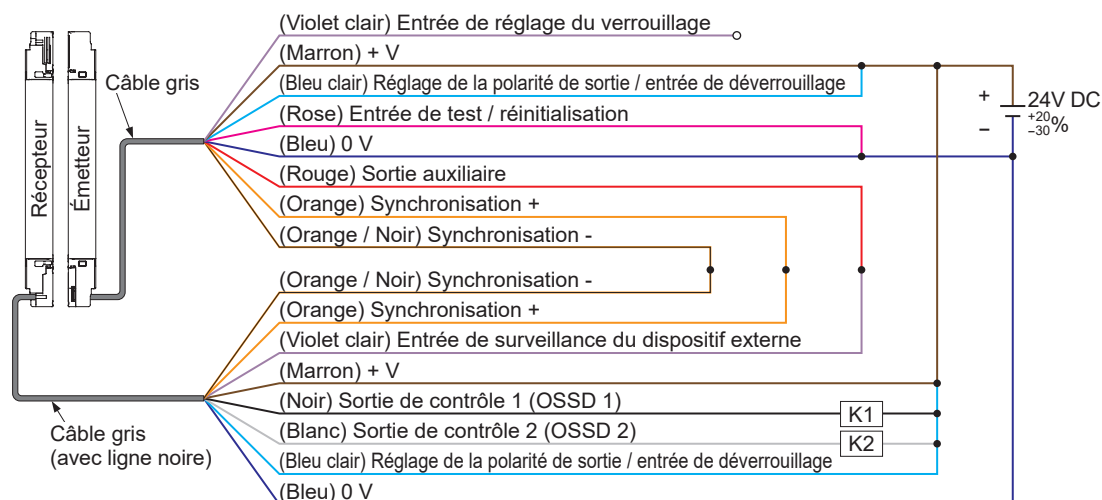 (Violet clair) Entrée de réglage du verrouillage
(Marron) + V
Câble gris
(Bleu clair) Réglage de la polarité de sortie / entrée de déverrouillage
(Rose) Entrée de test / réinitialisation
(Bleu) 0 V
+
24V DC
+20
−30%
−
Récepteur
Émetteur
(Rouge) Sortie auxiliaire
(Orange) Synchronisation +
(Orange / Noir) Synchronisation -
(Orange / Noir) Synchronisation -
(Orange) Synchronisation +
(Violet clair) Entrée de surveillance du dispositif externe
(Marron) + V
(Noir) Sortie de contrôle 1 (OSSD 1)
K1
(Blanc) Sortie de contrôle 2 (OSSD 2)
K2
Câble gris
(avec ligne noire)
(Bleu clair) Réglage de la polarité de sortie / entrée de déverrouillage
(Bleu) 0 V